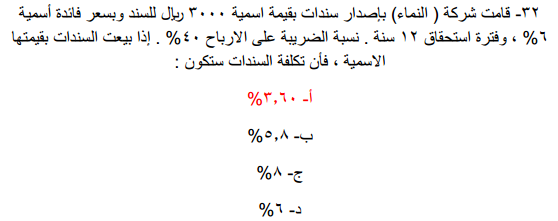 ٣٢- قامت شركة ( النماء) بإصدار سندات بقيمة اسمية ٣٠٠٠ ريال للسند وبسعر فائدة أسمية
٦% ، وفترة استحقاق ١٢ سنة . نسبة الضريبة على الارباح ٤٠% . إذا بيعت السندات بقيمتها
الاسمية ، فأن تكلفة السندات ستكون :
أ- ٣,٦٠%
ب- ٥,٨%
ج- ٨%
د- ٦%